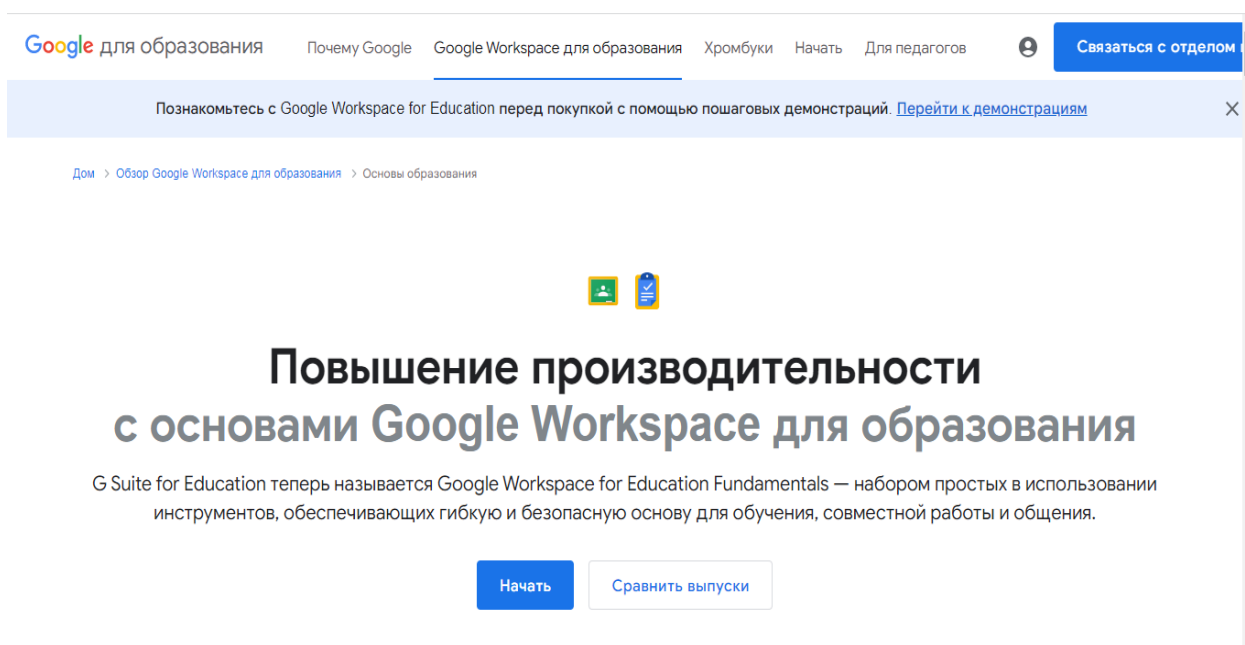 Google для образования
Почему Google
Google Workspace для образования
Хромбуки
Начать
Для педагогов
Связаться с отделом
Познакомьтесь с Google Workspace for Education перед покупкой с помощью пошаговых демонстраций. Перейти к демонстрациям
Дом > Обзор Google Workspace для образования > Основы образования
Повышение производительности
с основами Google Workspace для образования
G Suite for Education теперь называется Google Workspace for Education Fundamentals — набором простых в использовании
инструментов, обеспечивающих гибкую и безопасную основу для обучения, совместной работы и общения.
Начать
Сравнить выпуски